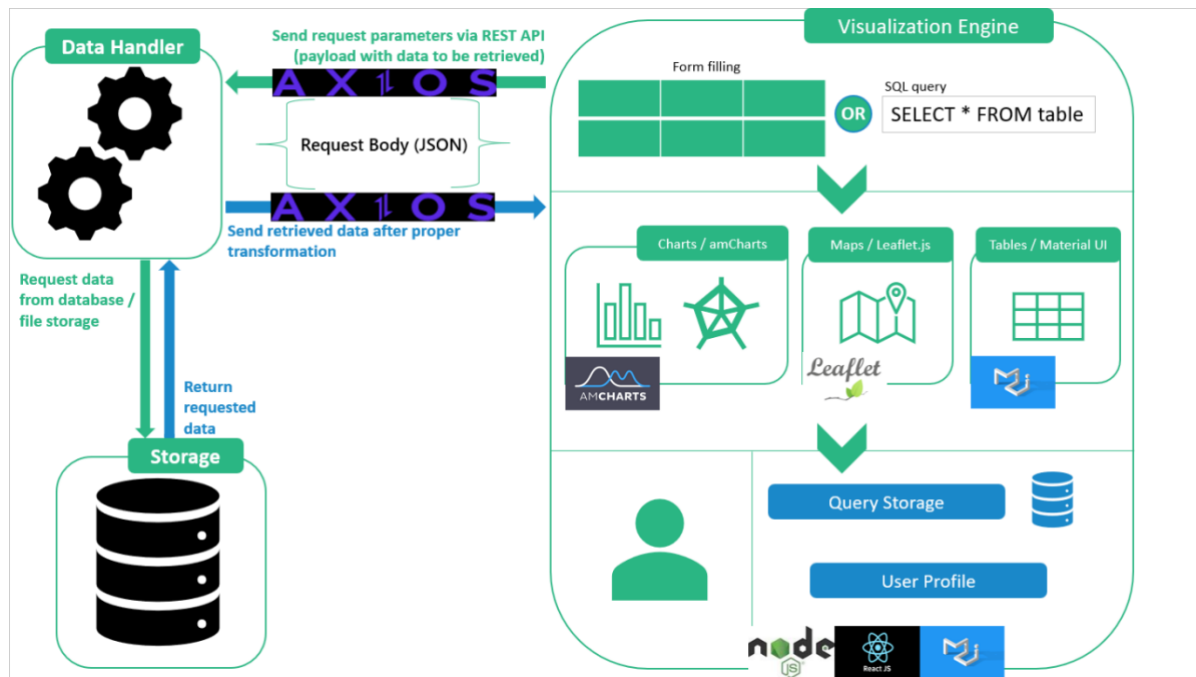 Data Handler
Send request parameters via REST API
(payload with data to be retrieved)
AXIOS
Request Body (JSON)
AXIOS
Send retrieved data after proper
transformation
Request data
from database /
file storage
Return
requested
data
Storage
Visualization Engine
Form filling
OR
SQL query
SELECT * FROM table
Charts / amCharts
AMCHARTS
Maps / Leaflet.js
Leaflet
Tables / Material UI
MUi
Query Storage
User Profile
node
JS
React JS
MUi